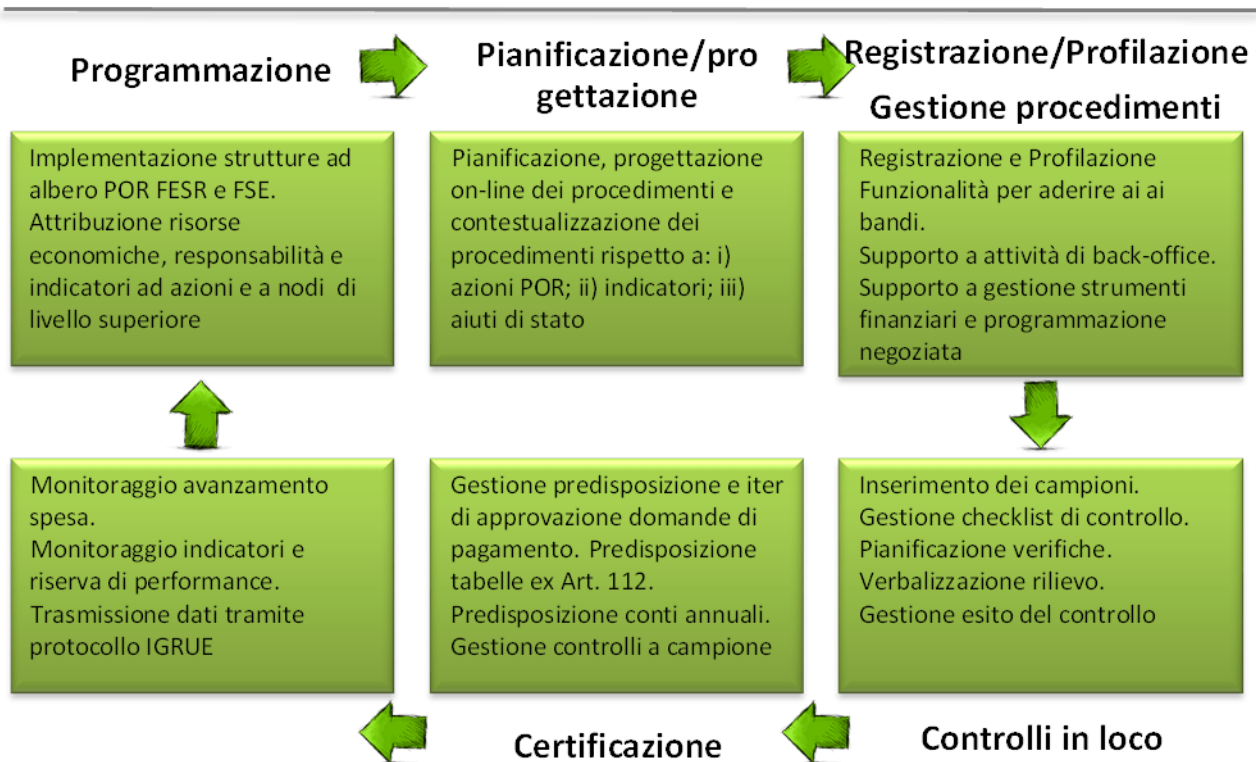 Programmazione
Pianificazione/pro
gettazione
Registrazione/Profilazione
Gestione procedimenti
Implementazione strutture ad
albero POR FESR e FSE.
Attribuzione risorse
economiche, responsabilità e
indicatori ad azioni e a nodi di
livello superiore
Pianificazione, progettazione
on-line dei procedimenti e
contestualizzazione dei
procedimenti rispetto a: i)
azioni POR; ii) indicatori; iii)
aiuti di stato
Registrazione e Profilazione
Funzionalità per aderire ai ai
bandi.
Supporto a attività di back-office.
Supporto a gestione strumenti
finanziari e programmazione
negoziata
Monitoraggio avanzamento
spesa.
Monitoraggio indicatori e
riserva di performance.
Trasmissione dati tramite
protocollo IGRUE
Gestione predisposizione e iter
di approvazione domande di
pagamento. Predisposizione
tabelle ex Art. 112.
Predisposizione conti annuali.
Gestione controlli a campione
Inserimento dei campioni.
Gestione checklist di controllo.
Pianificazione verifiche.
Verbalizzazione rilievo.
Gestione esito del controllo
Certificazione
Controlli in loco